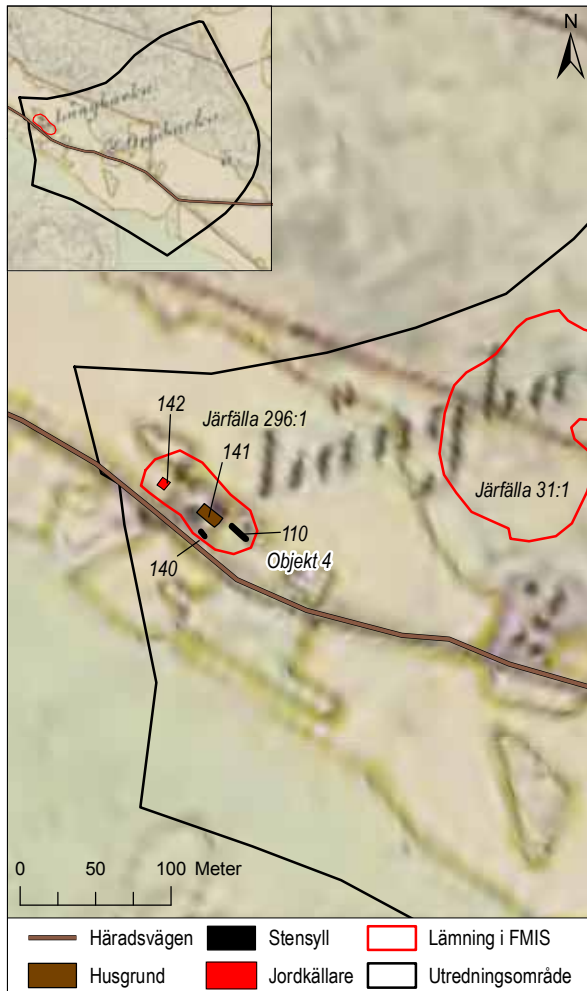 N
142
Järfälla 296:1
141
Järfälla 31:1
110
140
Objekt 4
0 50 100 Meter
Häradsvägen
Stensyll
Lämning i FMIS
Husgrund
Jordkällare
Utredningsområde